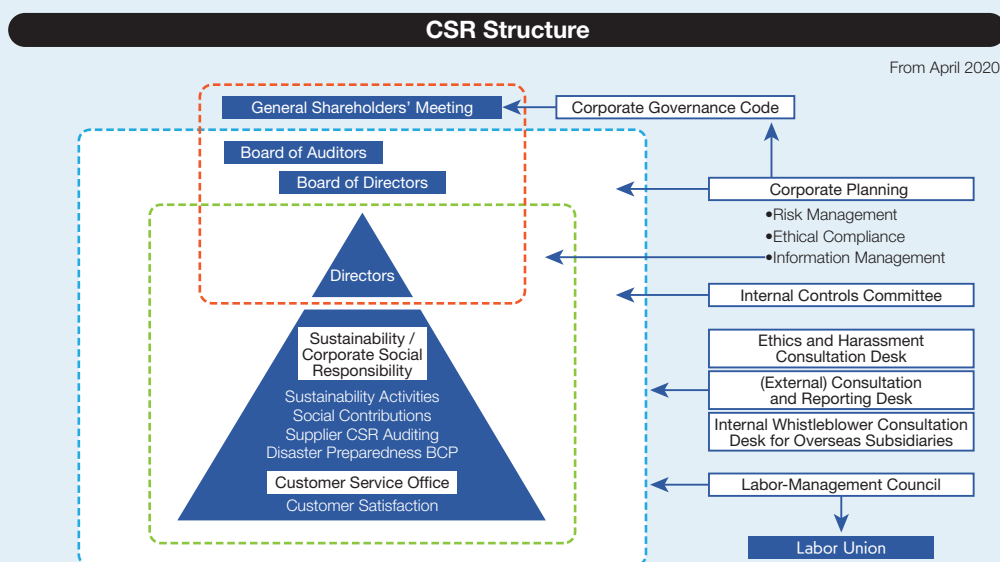 CSR Structure
From April 2020
General Shareholders' Meeting
Corporate Governance Code
Board of Auditors
Board of Directors
Corporate Planning
•Risk Management
•Ethical Compliance
•Information Management
Directors
Internal Controls Committee
Sustainability /
Corporate Social
Responsibility
Sustainability Activities
Social Contributions
Supplier CSR Auditing
Disaster Preparedness BCP
Customer Service Office
Customer Satisfaction
Ethics and Harassment
Consultation Desk
(External) Consultation
and Reporting Desk
Internal Whistleblower Consultation
Desk for Overseas Subsidiaries
Labor-Management Council
Labor Union